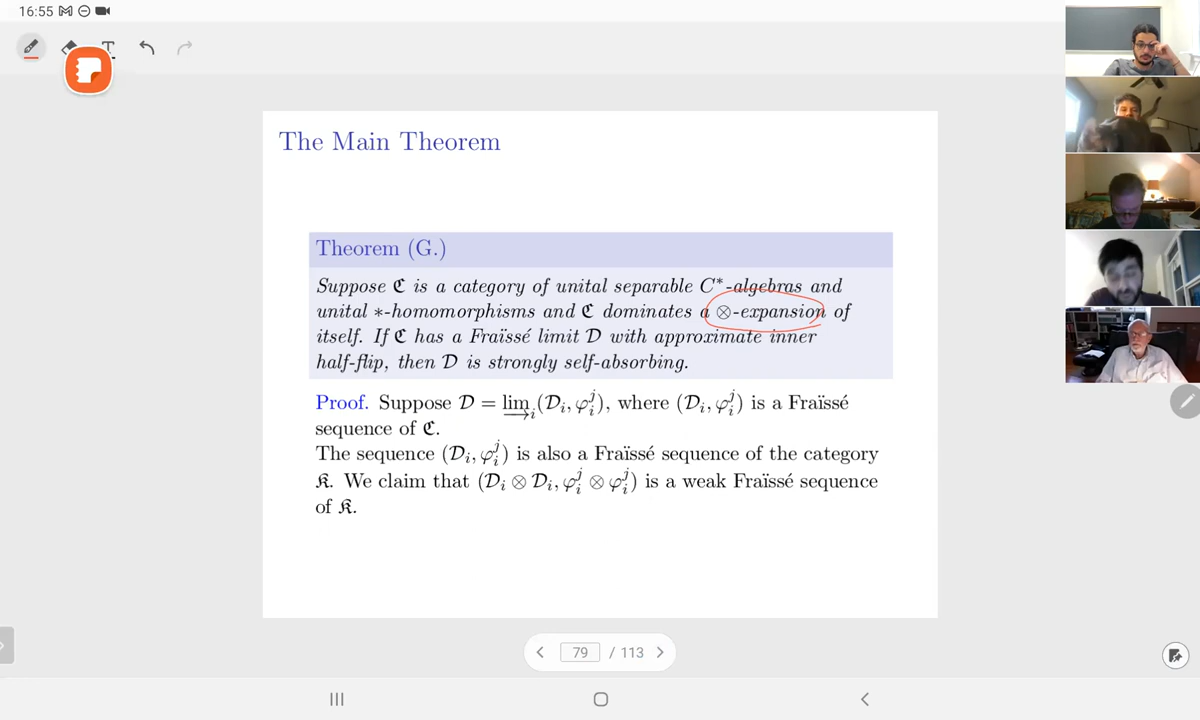 16:55
T
The Main Theorem
Theorem (G.)
Suppose ℭ is a category of unital separable C*-algebras and
unital *-homomorphisms and ℭ dominates a ⊗-expansion of
itself. If ℭ has a Fraïssé limit 𝒟 with approximate inner
half-flip, then 𝒟 is strongly self-absorbing.
Proof. Suppose 𝒟 = lim→ᵢ(𝒟ᵢ, φᵢʲ), where (𝒟ᵢ, φᵢʲ) is a Fraïssé
sequence of ℭ.
The sequence (𝒟ᵢ, φᵢʲ) is also a Fraïssé sequence of the category
𝔎. We claim that (𝒟ᵢ ⊗ 𝒟ᵢ, φᵢʲ ⊗ φᵢʲ) is a weak Fraïssé sequence
of 𝔎.
79 / 113